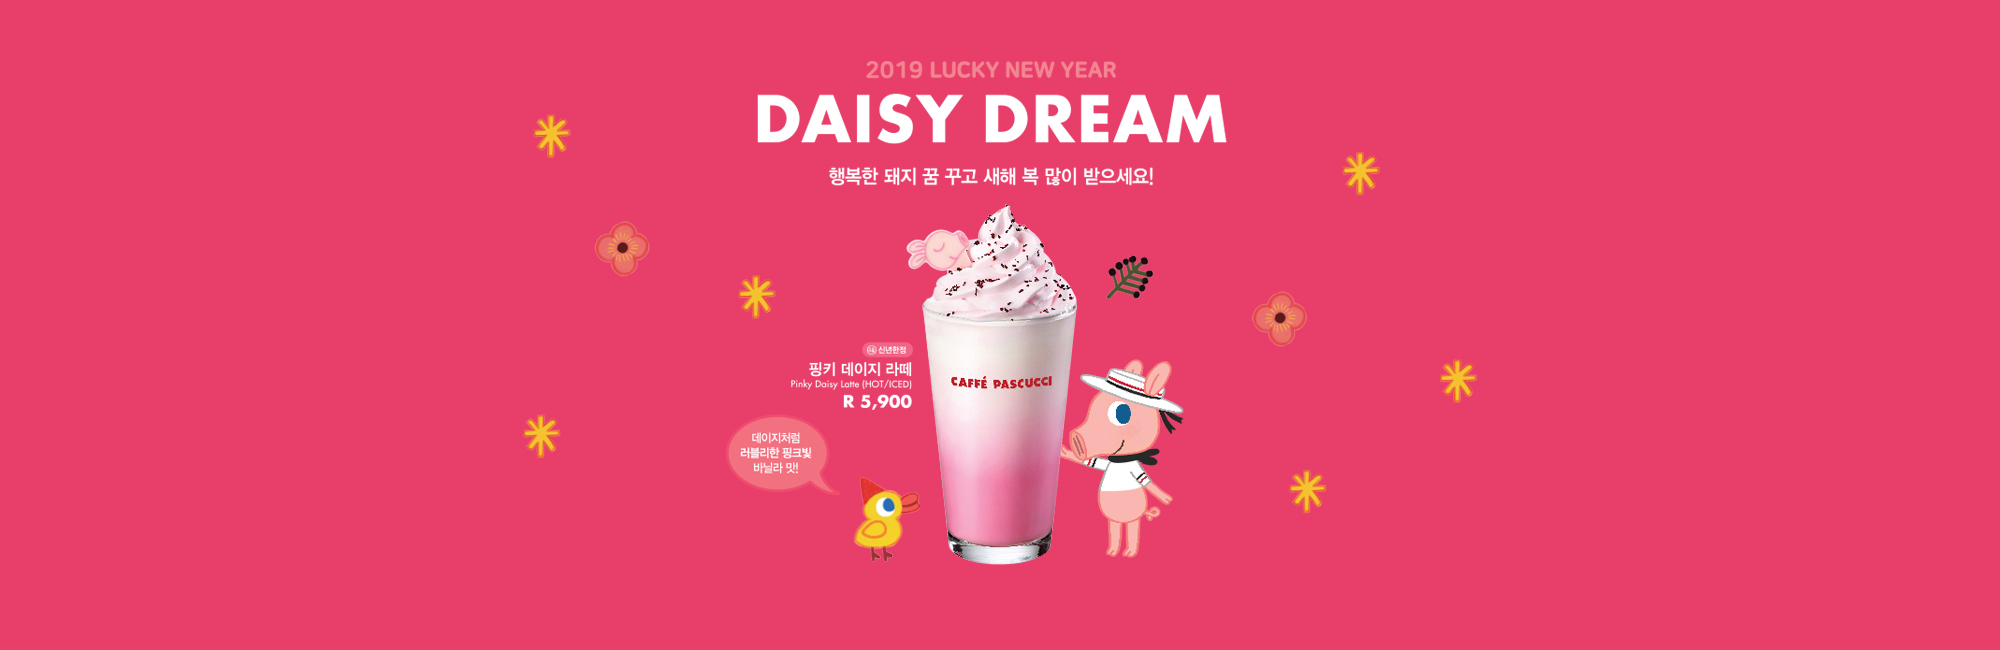 2019 LUCKY NEW YEAR
DAISY DREAM
행복한 돼지 꿈 꾸고 새해 복 많이 받으세요!
신년한정
핑키 데이지 라떼
Pinky Daisy Latte (HOT/ICED)
R 5,900
CAFFÉ PASCUCCI
데이지처럼
러블리한 핑크빛
바닐라 맛!